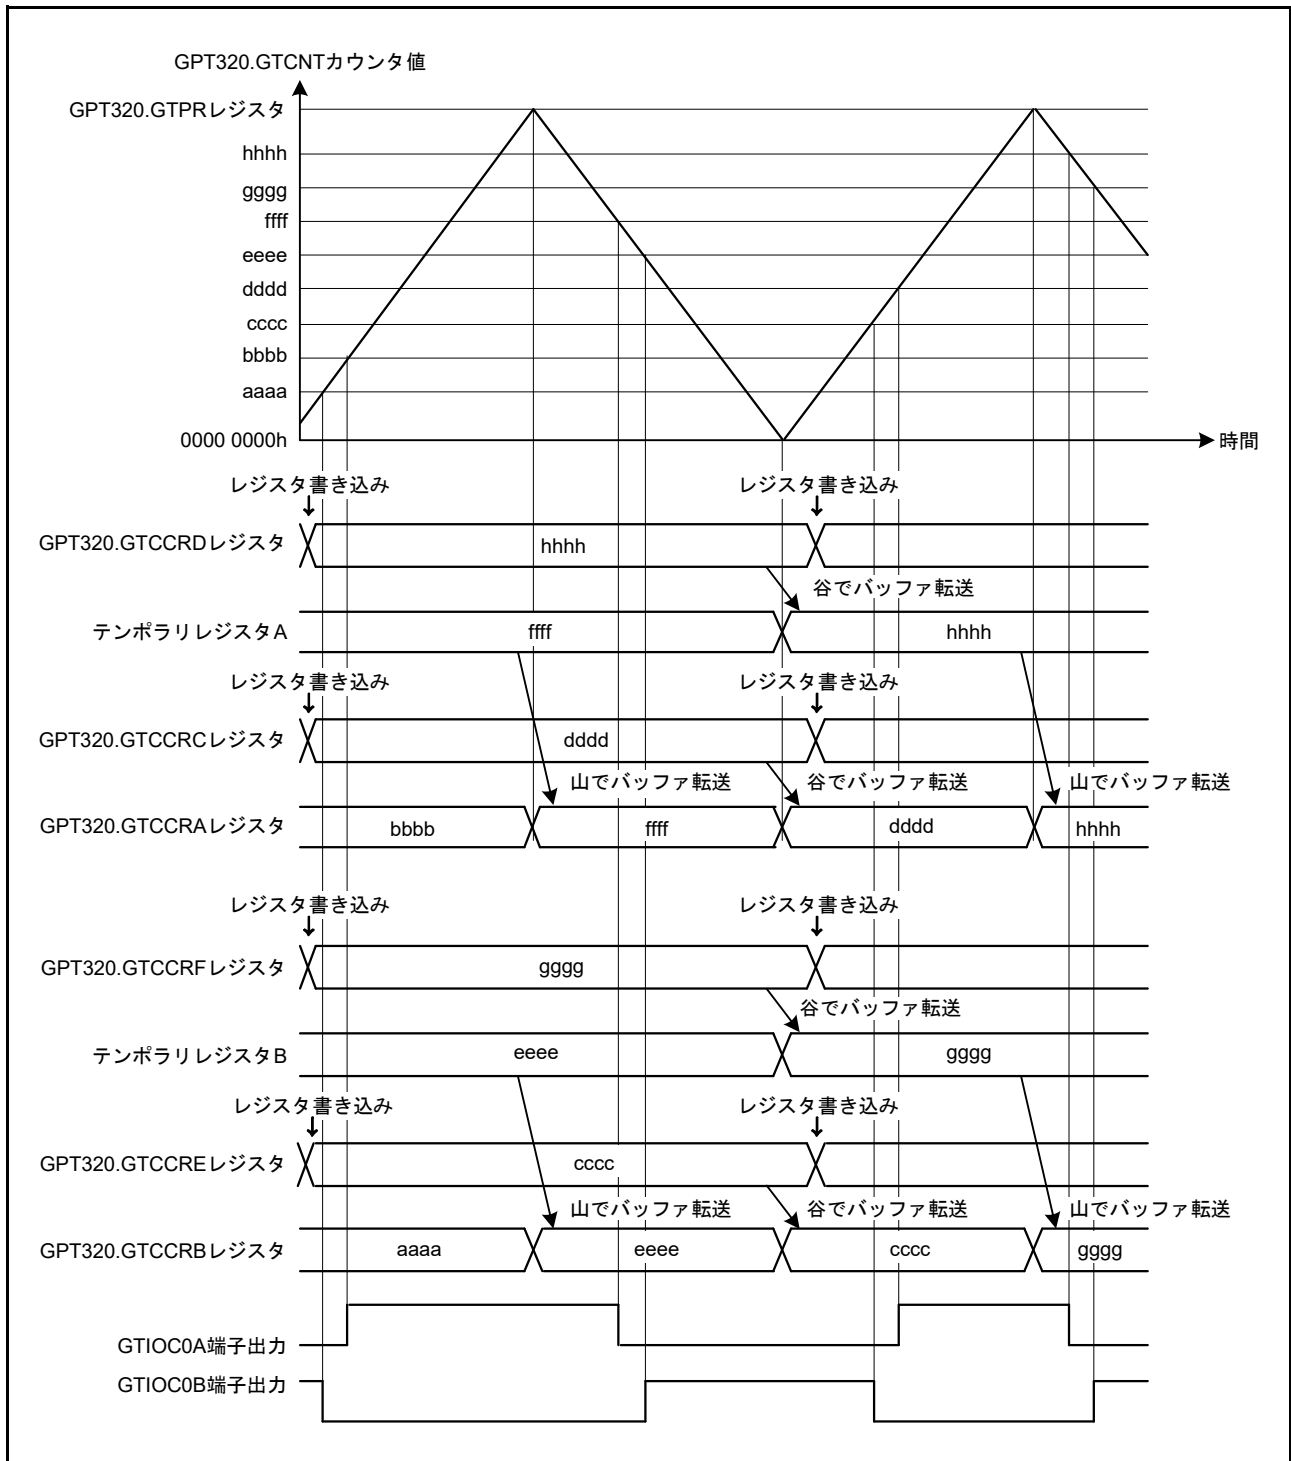 GPT320.GTCNTカウンタ値
GPT320.GTPRレジスタ
hhhh
gggg
ffff
eeee
dddd
cccc
bbbb
aaaa
0000 0000h
時間
レジスタ書き込み レジスタ書き込み
GPT320.GTCCRDレジスタ hhhh
谷でバッファ転送
テンポラリレジスタA ffff hhhh
レジスタ書き込み レジスタ書き込み
GPT320.GTCCRCレジスタ dddd
山でバッファ転送 谷でバッファ転送 山でバッファ転送
GPT320.GTCCRAレジスタ bbbb ffff dddd hhhh
レジスタ書き込み レジスタ書き込み
GPT320.GTCCRFレジスタ gggg
谷でバッファ転送
テンポラリレジスタB eeee gggg
レジスタ書き込み レジスタ書き込み
GPT320.GTCCREレジスタ cccc
山でバッファ転送 谷でバッファ転送 山でバッファ転送
GPT320.GTCCRBレジスタ aaaa eeee cccc gggg
GTIOC0A端子出力
GTIOC0B端子出力